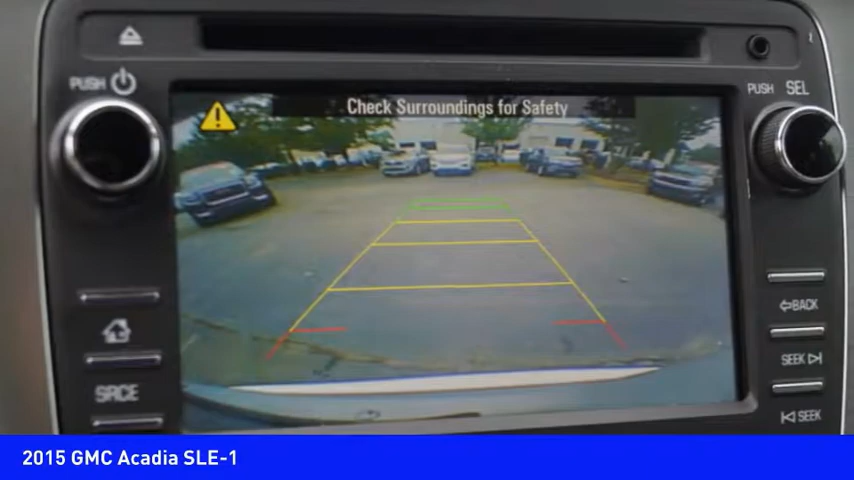 PUSH
Check Surroundings for Safety
PUSH SEL
BACK
SRCE
SEEK
SEEK
2015 GMC Acadia SLE-1